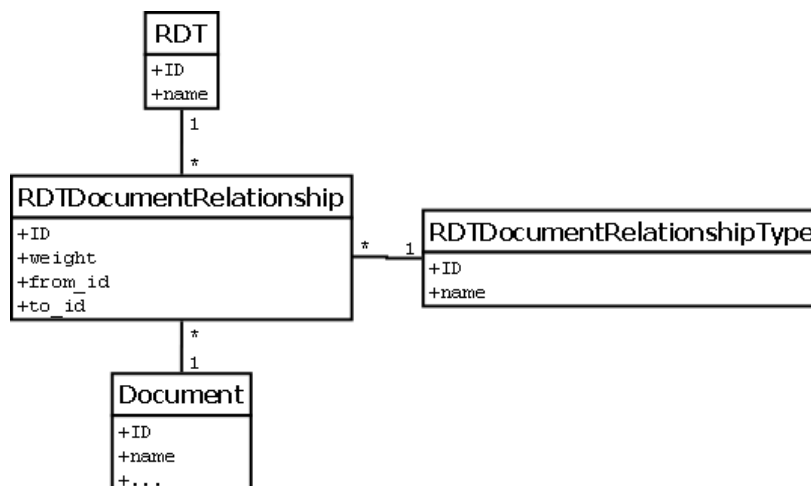 RDT
+ID
+name
1
*
RDTDocumentRelationship
+ID
+weight
+from_id
+to_id
* 1
RDTDocumentRelationshipType
+ID
+name
*
1
Document
+ID
+name
+...